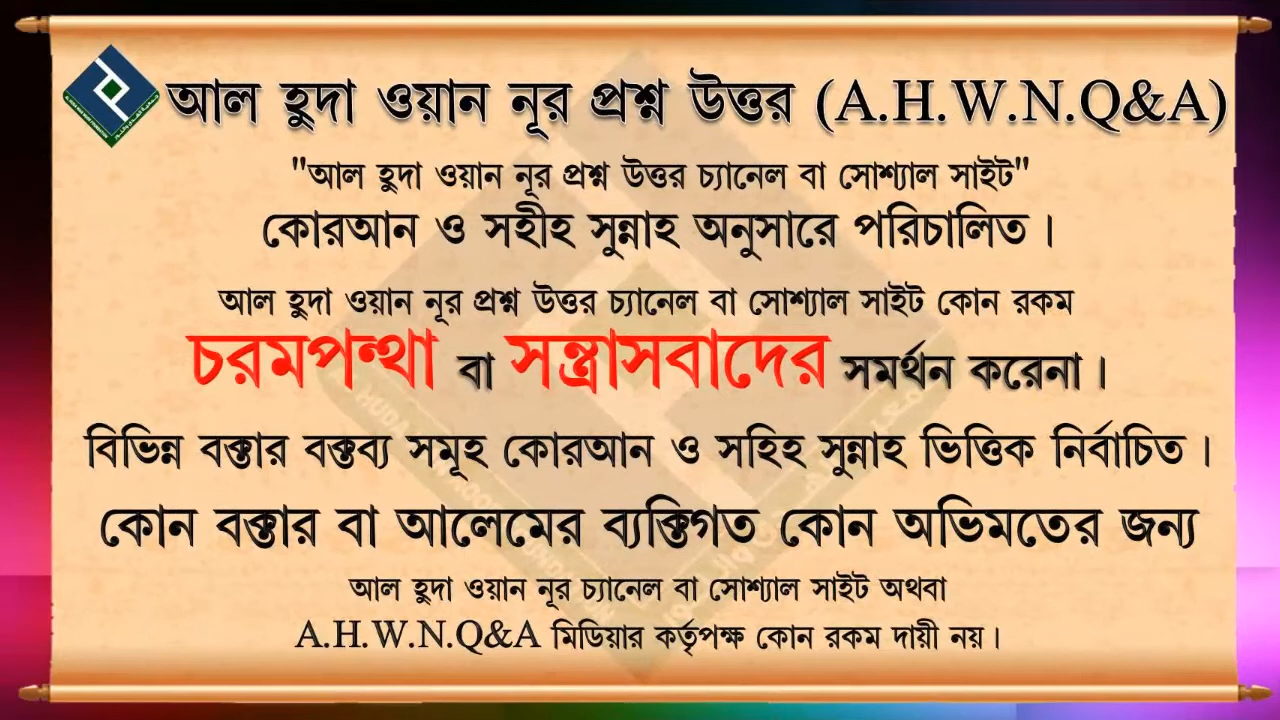 আল হুদা ওয়ান নূর প্রশ্ন উত্তর (A.H.W.N.Q&A)
"আল হুদা ওয়ান নূর প্রশ্ন উত্তর চ্যানেল বা সোশ্যাল সাইট"
কোরআন ও সহীহ সুন্নাহ অনুসারে পরিচালিত।
আল হুদা ওয়ান নূর প্রশ্ন উত্তর চ্যানেল বা সোশ্যাল সাইট কোন রকম
চরমপন্থা বা সন্ত্রাসবাদের সমর্থন করেনা।
বিভিন্ন বক্তার বক্তব্য সমূহ কোরআন ও সহিহ সুন্নাহ ভিত্তিক নির্বাচিত।
কোন বক্তার বা আলেমের ব্যক্তিগত কোন অভিমতের জন্য
আল হুদা ওয়ান নূর চ্যানেল বা সোশ্যাল সাইট অথবা
A.H.W.N.Q&A মিডিয়ার কর্তৃপক্ষ কোন রকম দায়ী নয়।